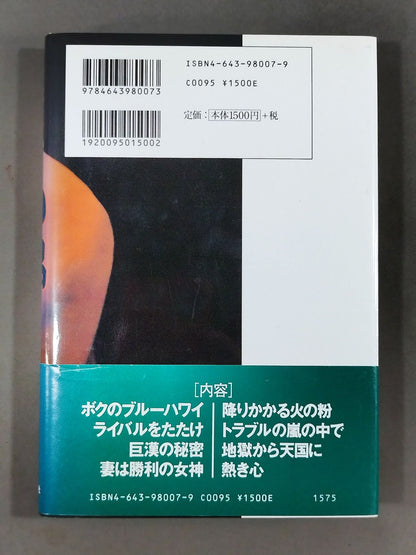 ISBN4-643-98007-9
9784643980073
C0095 ¥1500E
定価:本体1500円+税
1920095015002
[内容]
ボクのブルーハワイ
ライバルをたたけ
巨漢の秘密
妻は勝利の女神
降りかかる火の粉
トラブルの嵐の中で
地獄から天国に
熱き心
ISBN4-643-98007-9 C0095 ¥1500E 1575